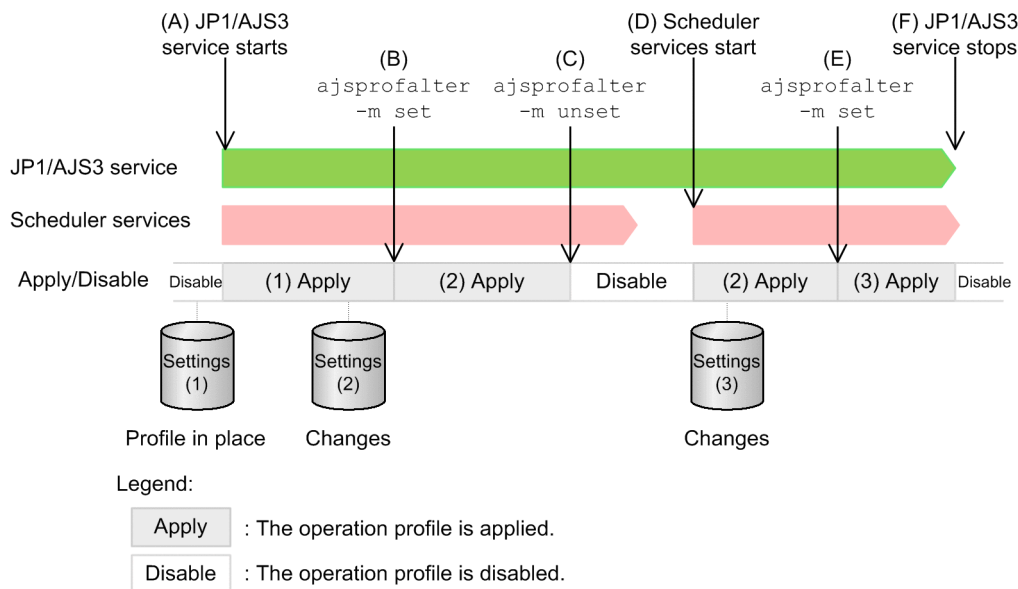 (A) JP1/AJS3
service starts
(D) Scheduler
services start
(F) JP1/AJS3
service stops
(B)
ajsprofalter
-m set
(C)
ajsprofalter
-m unset
(E)
ajsprofalter
-m set
JP1/AJS3 service
Scheduler services
Apply/Disable
Disable
(1) Apply
(2) Apply
Disable
(2) Apply
(3) Apply
Disable
Settings
(1)
Settings
(2)
Settings
(3)
Profile in place
Changes
Changes
Legend:
Apply : The operation profile is applied.
Disable : The operation profile is disabled.